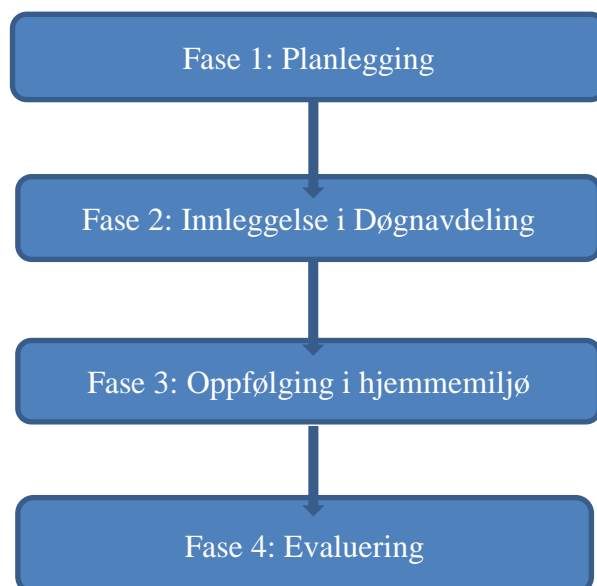 Fase 1: Planlegging
Fase 2: Innleggelse i Døgnavdeling
Fase 3: Oppfølging i hjemmemiljø
Fase 4: Evaluering